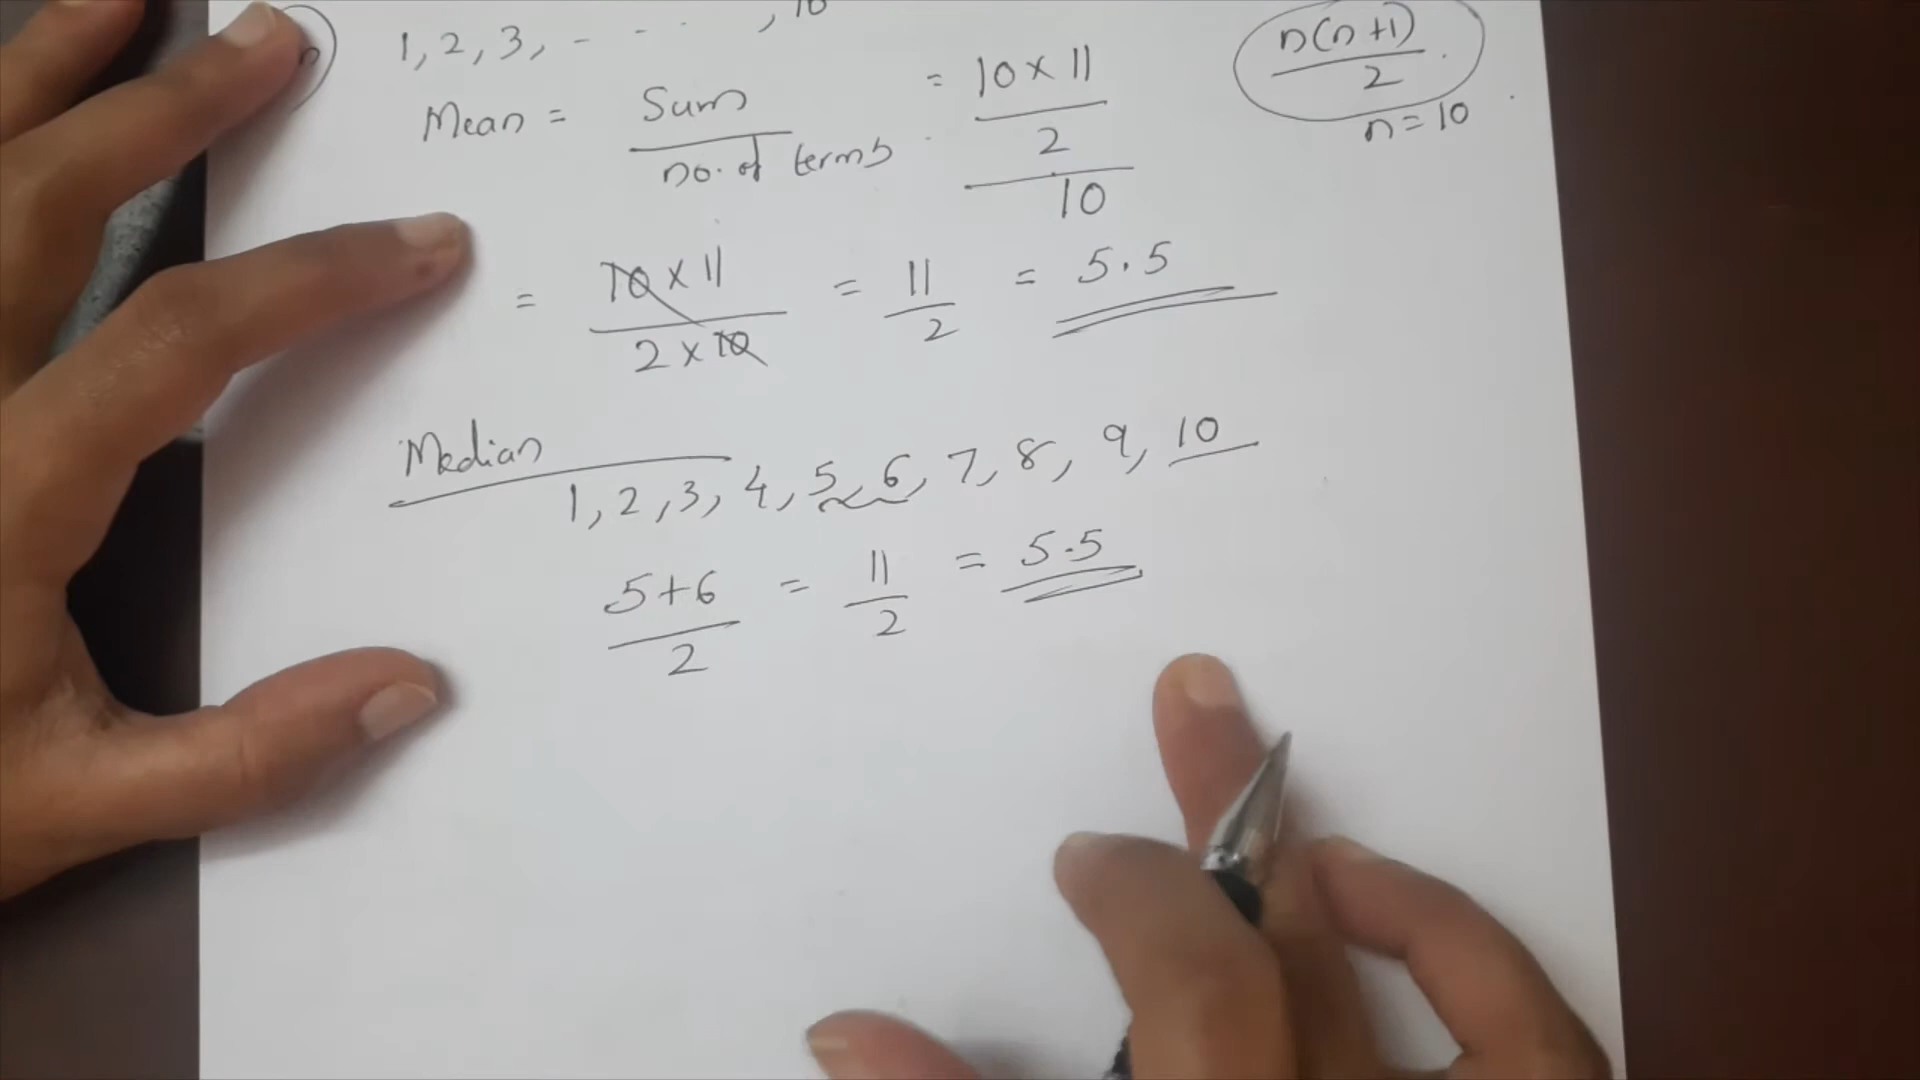 1, 2, 3, - - - , 10
n(n+1)/2
n = 10
Mean = Sum / no. of terms = 10 x 11 / 2 / 10
= 10 x 11 / 2 x 10 = 11 / 2 = 5.5
Median
1, 2, 3, 4, 5, 6, 7, 8, 9, 10
5+6 / 2 = 11 / 2 = 5.5